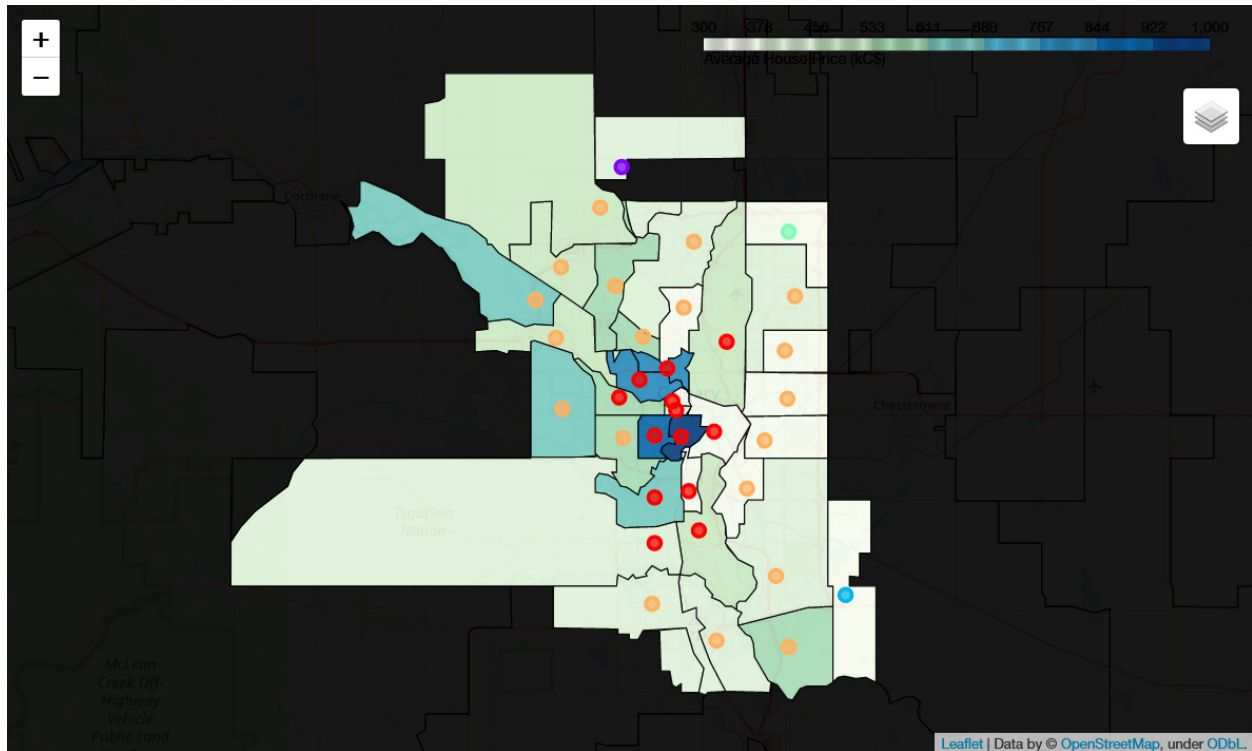 +
−
300 378 456 533 611 689 767 844 922 1,000
Average House Price (kC$)
Cochrane
Chestermere
Tsuut'ina
Nation
McLean
Creek Off-
Highway
Vehicle
Public Land
Leaflet | Data by © OpenStreetMap, under ODbL.